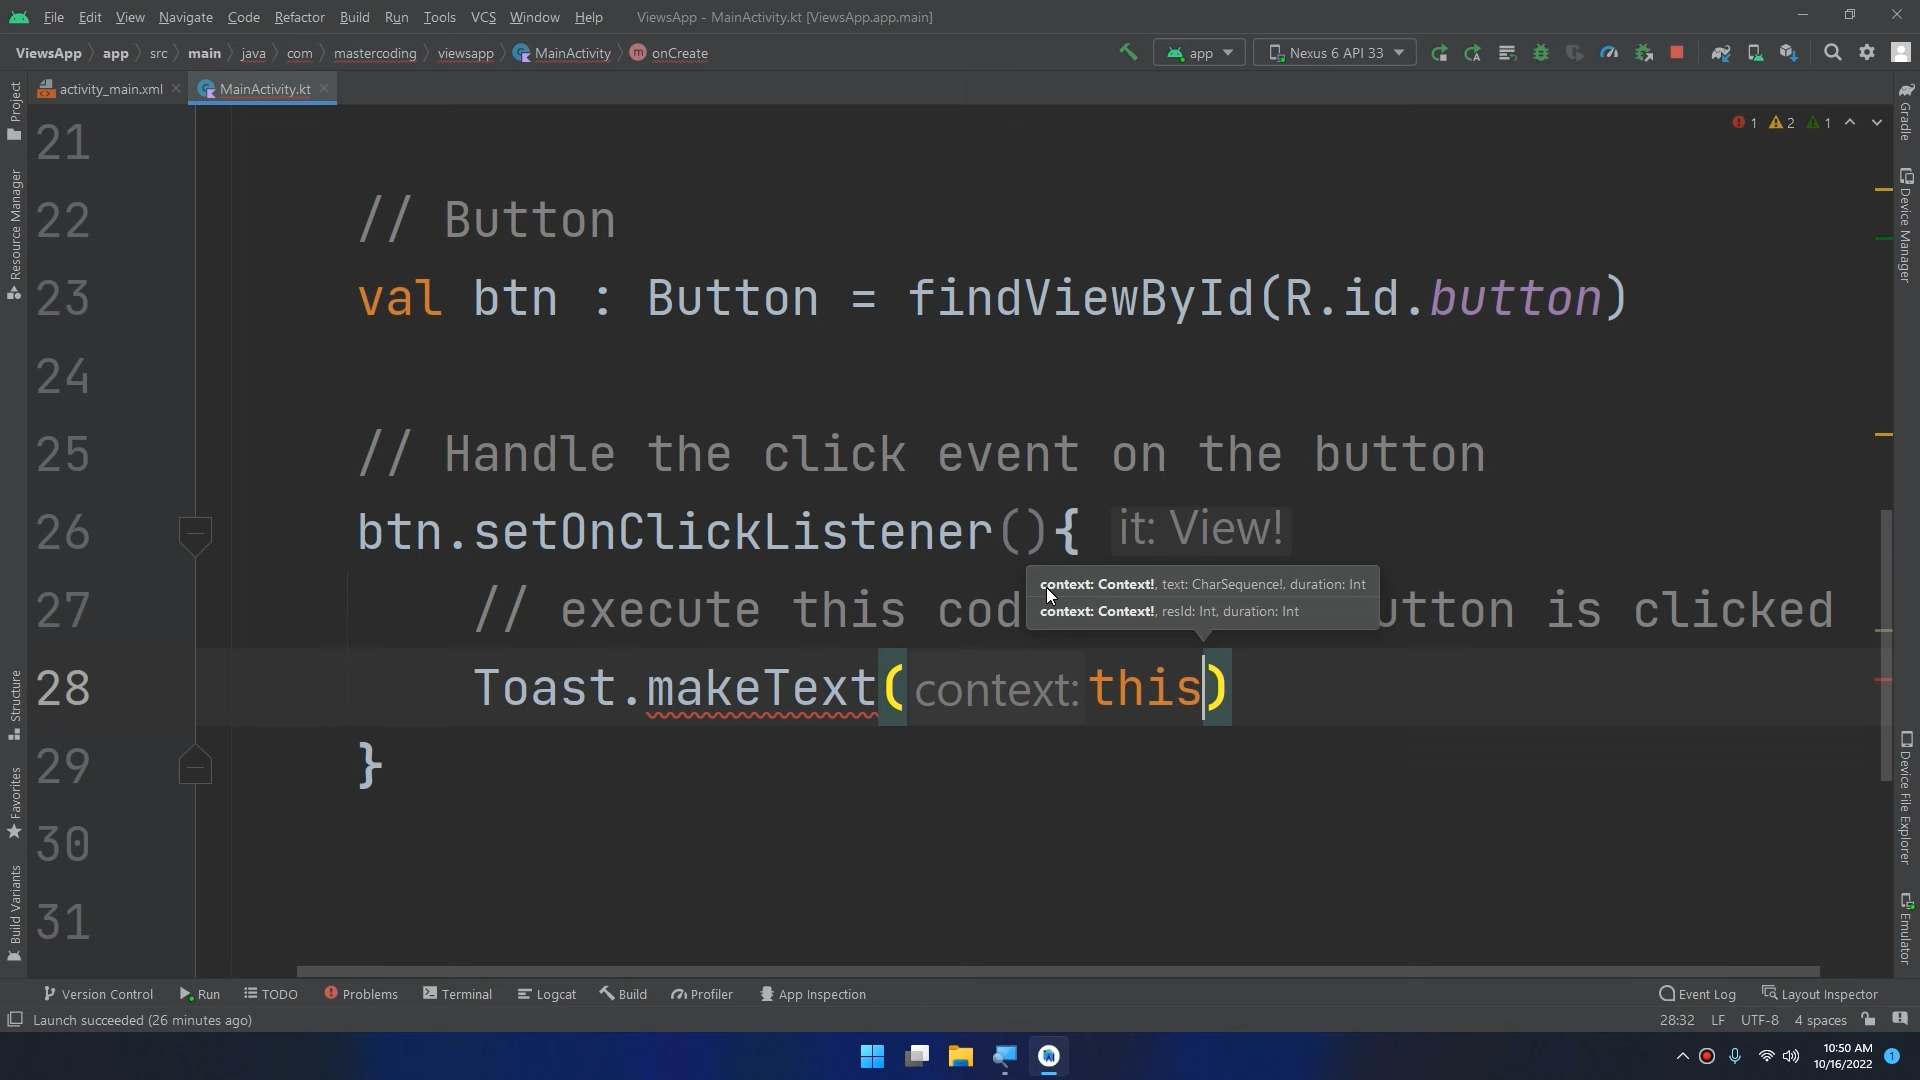 File Edit View Navigate Code Refactor Build Run Tools VCS Window Help ViewsApp - MainActivity.kt [ViewsApp.app.main]
ViewsApp app src main java com mastercoding viewsapp MainActivity m onCreate app Nexus 6 API 33
activity_main.xml MainActivity.kt
1 2 1
21
22 // Button
23 val btn : Button = findViewById(R.id.button)
24
25 // Handle the click event on the button
26 btn.setOnClickListener(){ it: View!
context: Context!, text: CharSequence!, duration: Int
context: Context!, resId: Int, duration: Int
27 // execute this cod utton is clicked
28 Toast.makeText( context: this)
29 }
30
31
Project
Resource Manager
Structure
Favorites
Build Variants
Gradle
Device Manager
Device File Explorer
Emulator
Version Control Run TODO Problems Terminal Logcat Build Profiler App Inspection Event Log Layout Inspector
Launch succeeded (26 minutes ago) 28:32 LF UTF-8 4 spaces
10:50 AM
10/16/2022 1